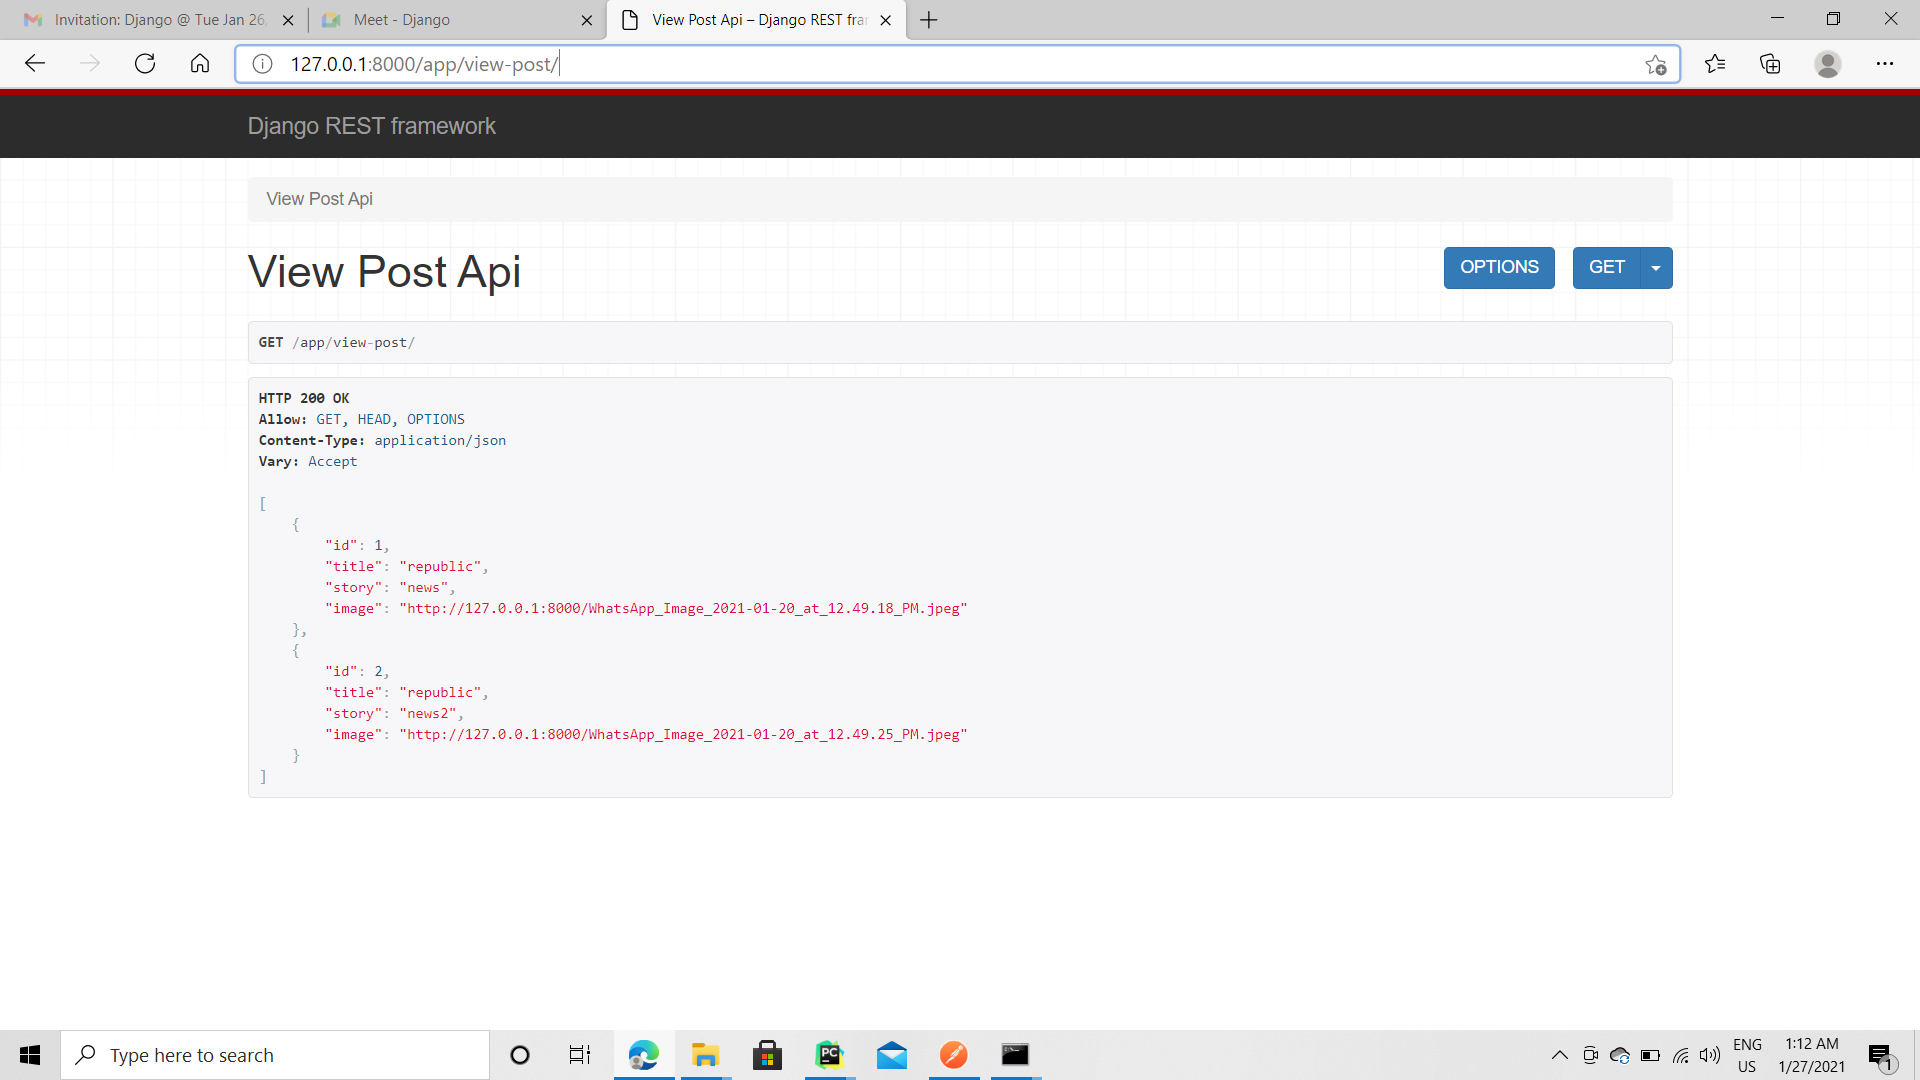 Invitation: Django @ Tue Jan 26,
Meet - Django
View Post Api – Django REST fra
127.0.0.1:8000/app/view-post/
Django REST framework
View Post Api
View Post Api
OPTIONS
GET
GET /app/view-post/
HTTP 200 OK
Allow: GET, HEAD, OPTIONS
Content-Type: application/json
Vary: Accept
[
    {
        "id": 1,
        "title": "republic",
        "story": "news",
        "image": "http://127.0.0.1:8000/WhatsApp_Image_2021-01-20_at_12.49.18_PM.jpeg"
    },
    {
        "id": 2,
        "title": "republic",
        "story": "news2",
        "image": "http://127.0.0.1:8000/WhatsApp_Image_2021-01-20_at_12.49.25_PM.jpeg"
    }
]
Type here to search
PC
ENG
US
1:12 AM
1/27/2021
1